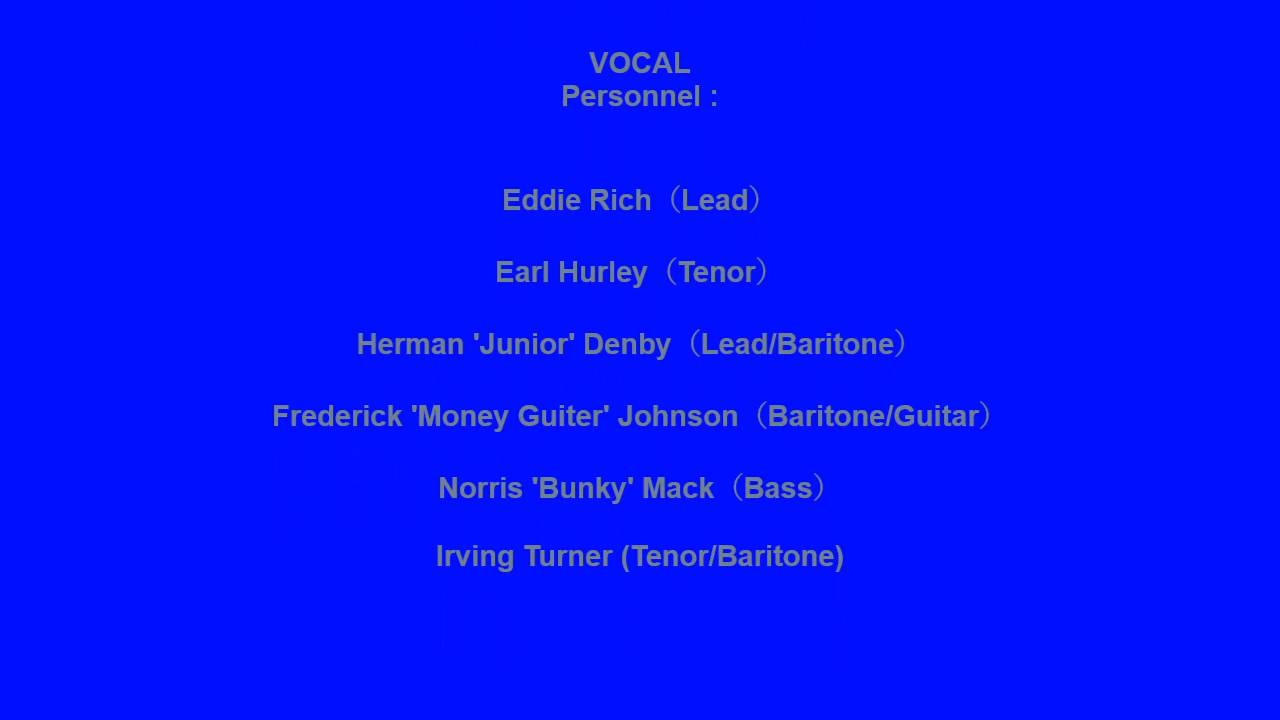 VOCAL
Personnel :
Eddie Rich（Lead）
Earl Hurley（Tenor）
Herman 'Junior' Denby（Lead/Baritone）
Frederick 'Money Guiter' Johnson（Baritone/Guitar）
Norris 'Bunky' Mack（Bass）
Irving Turner (Tenor/Baritone)